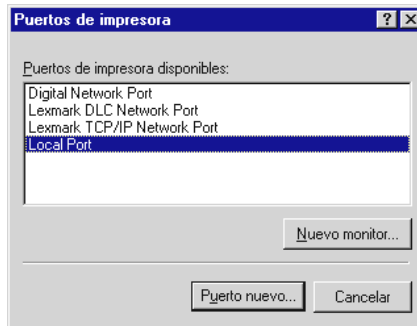 Puertos de impresora
Puertos de impresora disponibles:
Digital Network Port
Lexmark DLC Network Port
Lexmark TCP/IP Network Port
Local Port
Nuevo monitor...
Puerto nuevo...
Cancelar